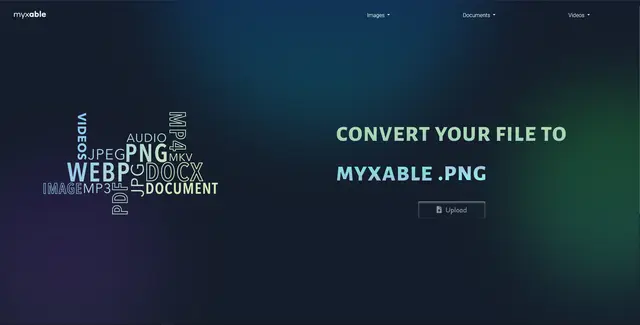 myxable
Images
Documents
Videos
VIDEOS
AUDIO
MP4
JPEG
PNG
MKV
WEBP
JPG
DOCX
IMAGE
MP3
PDF
DOCUMENT
CONVERT YOUR FILE TO
MYXABLE .PNG
Upload